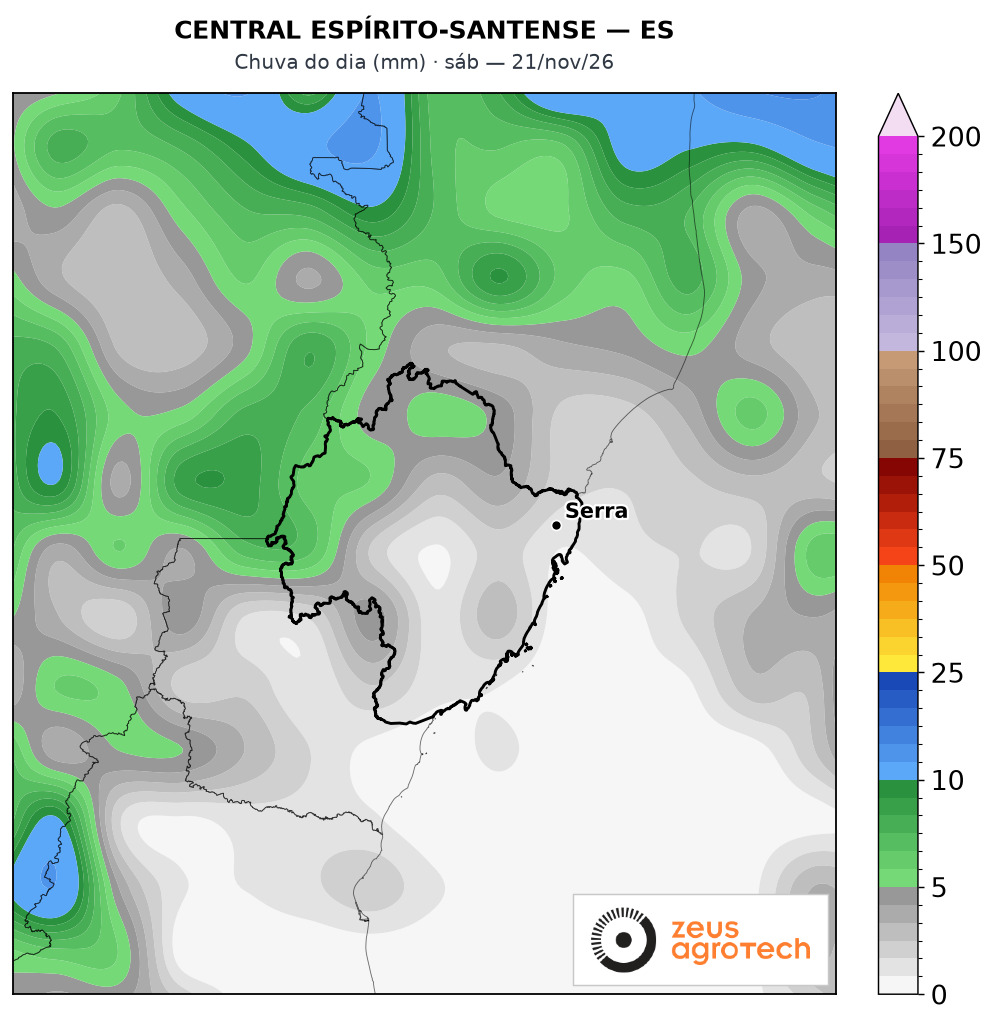 CENTRAL ESPÍRITO-SANTENSE — ES
Chuva do dia (mm) · sáb — 21/nov/26
200
150
100
75
50
25
10
5
0
Serra
zeus
agrotech